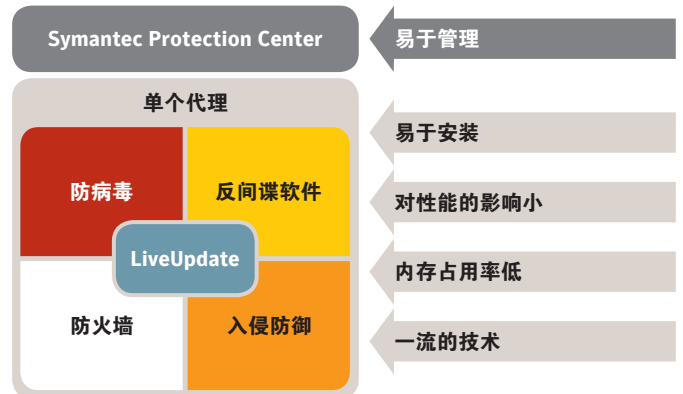 Symantec Protection Center
易于管理
单个代理
易于安装
防病毒
反间谍软件
对性能的影响小
LiveUpdate
内存占用率低
防火墙
入侵防御
一流的技术